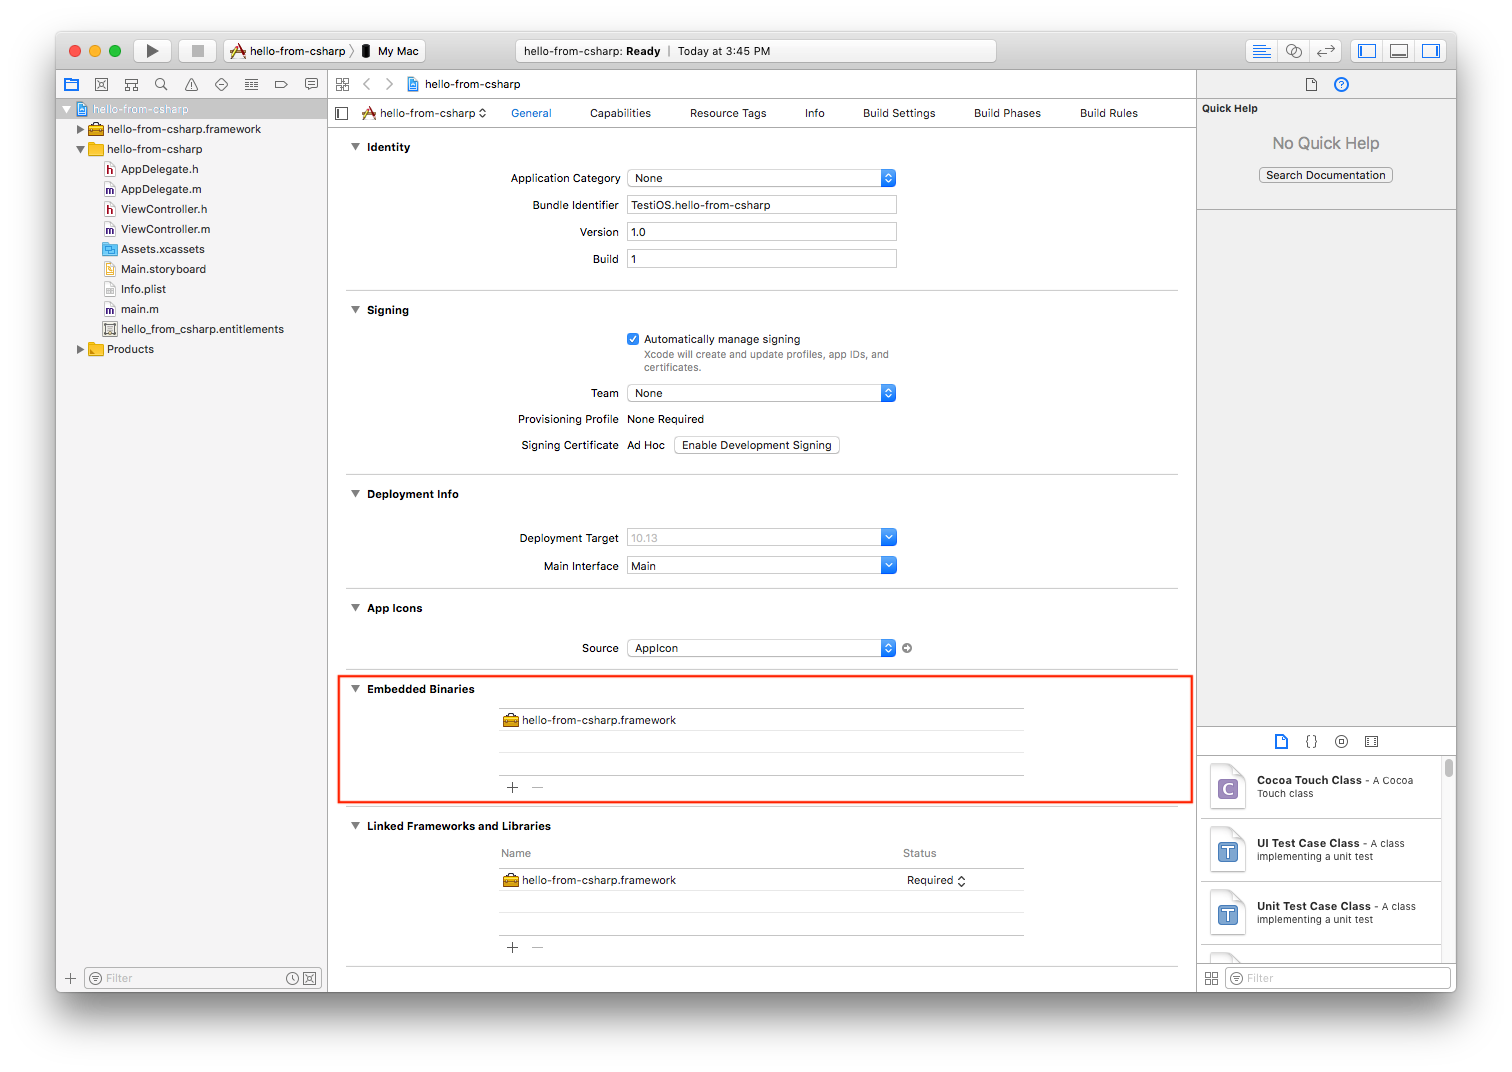 hello-from-csharp
My Mac
hello-from-csharp: Ready | Today at 3:45 PM
hello-from-csharp
hello-from-csharp
hello-from-csharp.framework
hello-from-csharp
AppDelegate.h
AppDelegate.m
ViewController.h
ViewController.m
Assets.xcassets
Main.storyboard
Info.plist
main.m
hello_from_csharp.entitlements
Products
Filter
hello-from-csharp General Capabilities Resource Tags Info Build Settings Build Phases Build Rules
Identity
Application Category None
Bundle Identifier TestiOS.hello-from-csharp
Version 1.0
Build 1
Signing
Automatically manage signing
Xcode will create and update profiles, app IDs, and
certificates.
Team None
Provisioning Profile None Required
Signing Certificate Ad Hoc Enable Development Signing
Deployment Info
Deployment Target 10.13
Main Interface Main
App Icons
Source AppIcon
Embedded Binaries
hello-from-csharp.framework
Linked Frameworks and Libraries
Name Status
hello-from-csharp.framework Required
Quick Help
No Quick Help
Search Documentation
{}
C
Cocoa Touch Class - A Cocoa
Touch class
T
UI Test Case Class - A class
implementing a unit test
T
Unit Test Case Class - A class
implementing a unit test
Filter